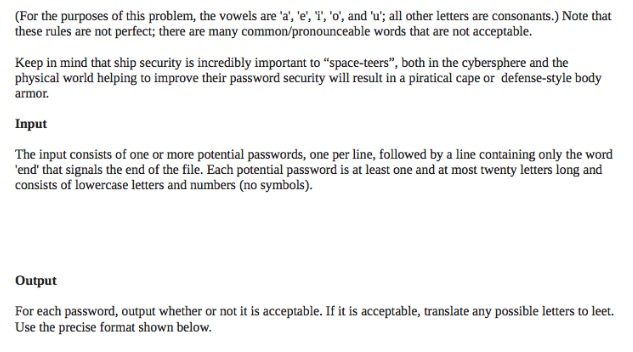 (For the purposes of this problem, the vowels are 'a', 'e', 'i', 'o', and 'u'; all other letters are consonants.) Note that
these rules are not perfect; there are many common/pronounceable words that are not acceptable.
Keep in mind that ship security is incredibly important to “space-teers”, both in the cybersphere and the
physical world helping to improve their password security will result in a piratical cape or defense-style body
armor.
Input
The input consists of one or more potential passwords, one per line, followed by a line containing only the word
'end' that signals the end of the file. Each potential password is at least one and at most twenty letters long and
consists of lowercase letters and numbers (no symbols).
Output
For each password, output whether or not it is acceptable. If it is acceptable, translate any possible letters to leet.
Use the precise format shown below.